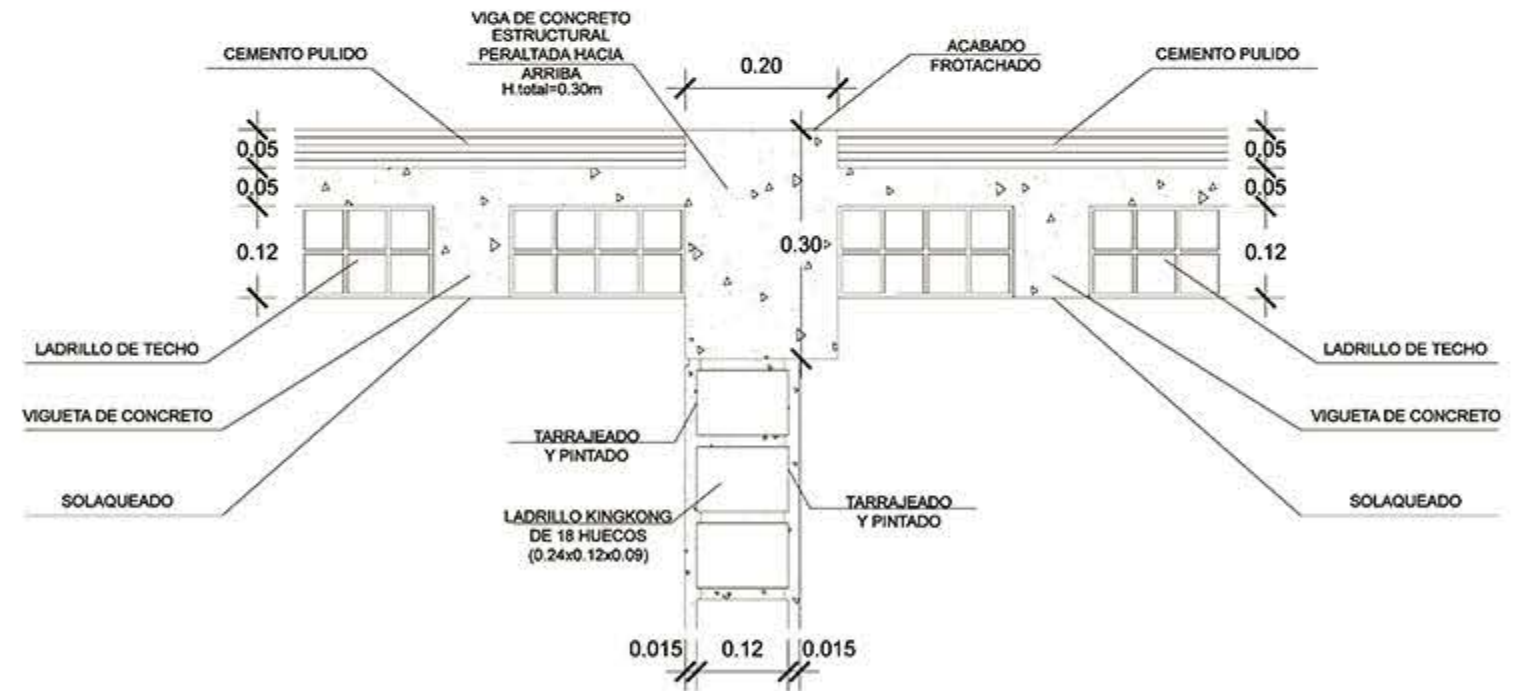 VIGA DE CONCRETO
ESTRUCTURAL
PERALTADA HACIA
ARRIBA
H.total=0.30m
CEMENTO PULIDO
0.20
ACABADO
FROTACHADO
CEMENTO PULIDO
0.05
0.05
0.12
0.30
0.05
0.05
0.12
LADRILLO DE TECHO
LADRILLO DE TECHO
VIGUETA DE CONCRETO
VIGUETA DE CONCRETO
TARRAJEADO
Y PINTADO
SOLAQUEADO
LADRILLO KINGKONG
DE 18 HUECOS
(0.24x0.12x0.09)
TARRAJEADO
Y PINTADO
SOLAQUEADO
0.015
0.12
0.015